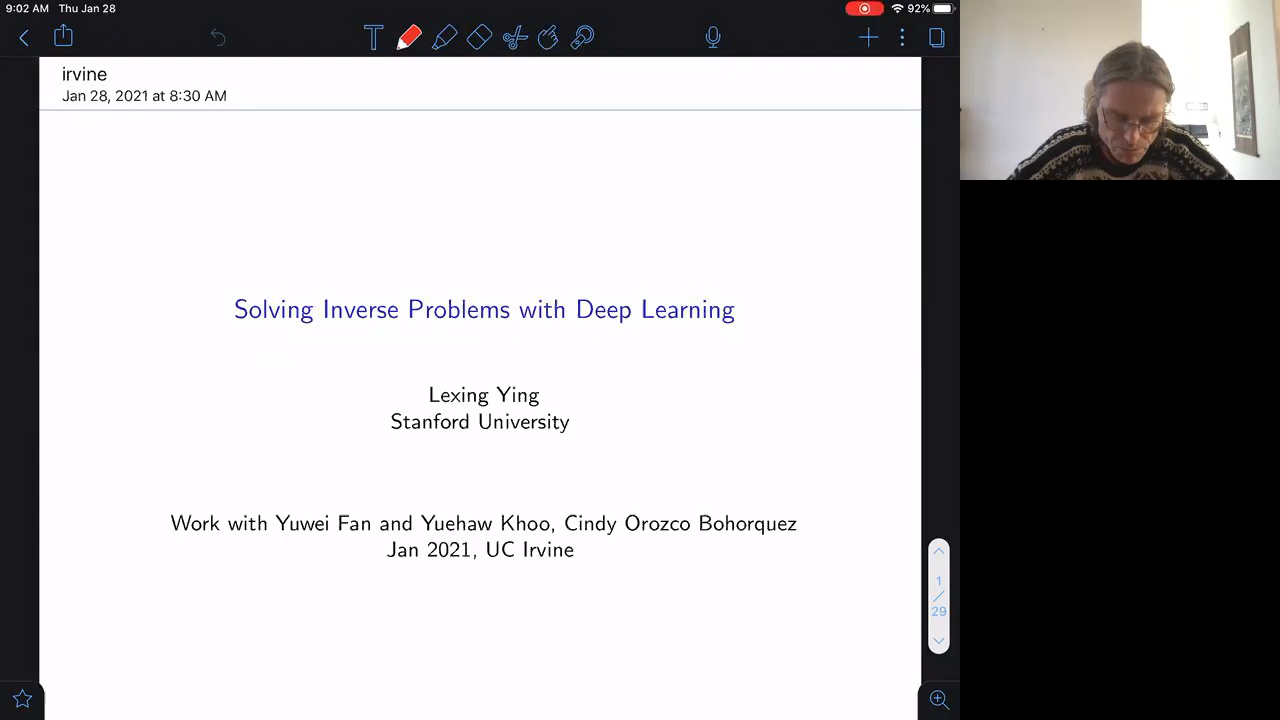 9:02 AM Thu Jan 28
92%
irvine
Jan 28, 2021 at 8:30 AM
Solving Inverse Problems with Deep Learning
Lexing Ying
Stanford University
Work with Yuwei Fan and Yuehaw Khoo, Cindy Orozco Bohorquez
Jan 2021, UC Irvine
1
/
29